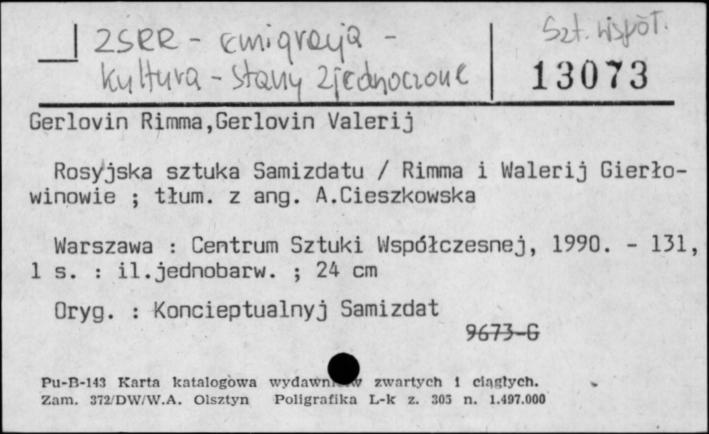 ZSRR - emigracja -
Szt. Współ.
kultura - Stany Zjednoczone
13073
Gerlovin Rimma,Gerlovin Valerij
Rosyjska sztuka Samizdatu / Rimma i Walerij Gierło-
winowie ; tłum. z ang. A.Cieszkowska
Warszawa : Centrum Sztuki Współczesnej, 1990. - 131,
1 s. : il.jednobarw. ; 24 cm
Oryg. : Koncieptualnyj Samizdat
9673-G
Pu-B-143 Karta katalogowa wydawnictw zwartych i ciągłych.
Zam. 372/DW/W.A. Olsztyn Poligrafika L-k z. 305 n. 1.497.000